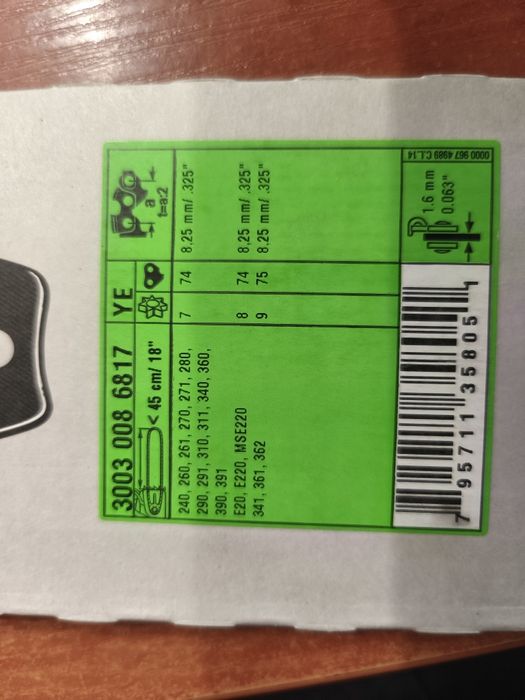 3003 008 6817 YE
< 45 cm/ 18"
a
t=a:2
240, 260, 261, 270, 271, 280, 7 74 8.25 mm/ .325"
290, 291, 310, 311, 340, 360,
390, 391
E20, E220, MSE220 8 74 8.25 mm/ .325"
341, 361, 362 9 75 8.25 mm/ .325"
0000 967 4989 C.I.14
1.6 mm
0.063"
7 95711 35805 1